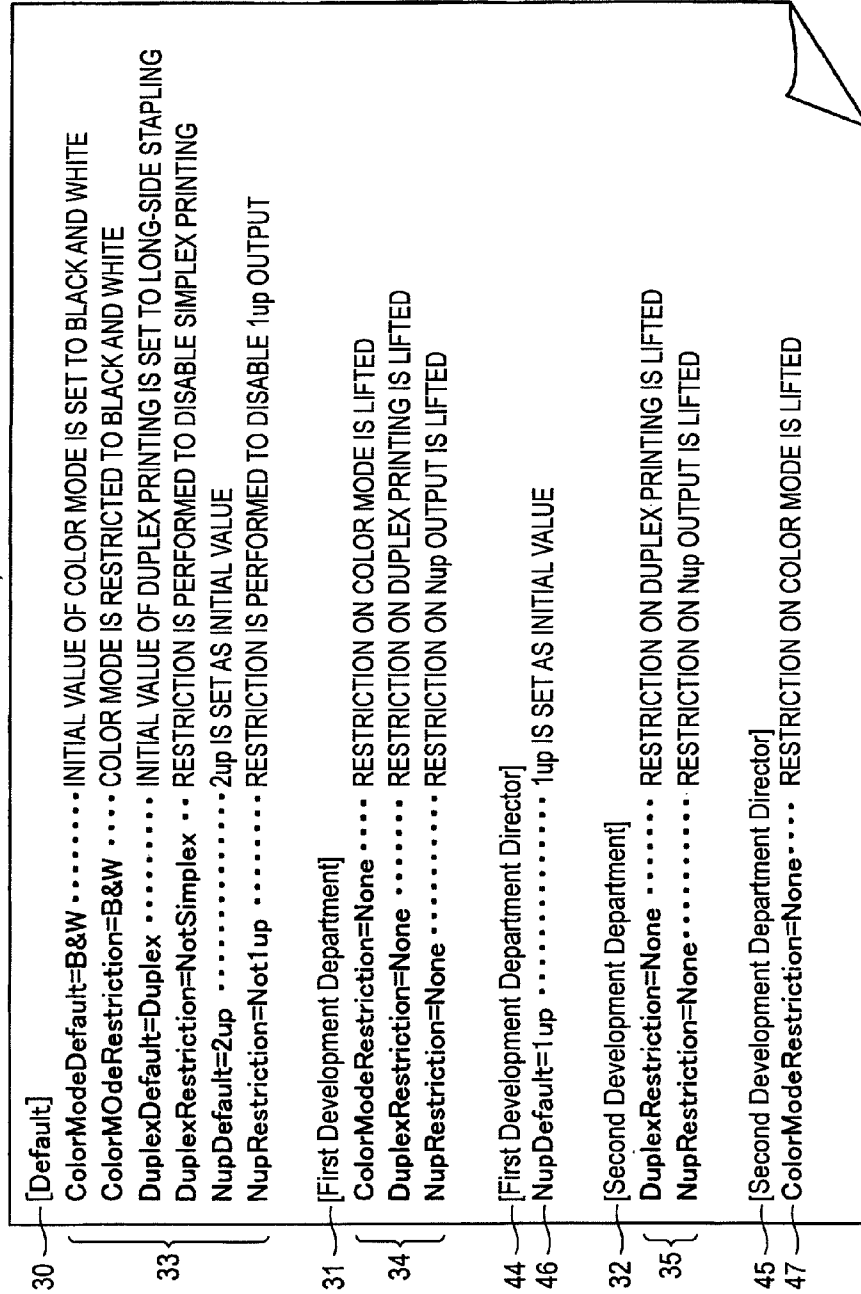 30 [Default]
ColorModeDefault=B&W ········ INITIAL VALUE OF COLOR MODE IS SET TO BLACK AND WHITE
ColorMOdeRestriction=B&W ···· COLOR MODE IS RESTRICTED TO BLACK AND WHITE
DuplexDefault=Duplex ········· INITIAL VALUE OF DUPLEX PRINTING IS SET TO LONG-SIDE STAPLING
33 DuplexRestriction=NotSimplex ·· RESTRICTION IS PERFORMED TO DISABLE SIMPLEX PRINTING
NupDefault=2up ·············· 2up IS SET AS INITIAL VALUE
NupRestriction=Not1up ········ RESTRICTION IS PERFORMED TO DISABLE 1up OUTPUT
31 [First Development Department]
ColorModeRestriction=None ···· RESTRICTION ON COLOR MODE IS LIFTED
34 DuplexRestriction=None ······· RESTRICTION ON DUPLEX PRINTING IS LIFTED
NupRestriction=None ·········· RESTRICTION ON Nup OUTPUT IS LIFTED
44 [First Development Department Director]
46 NupDefault=1up ·············· 1up IS SET AS INITIAL VALUE
32 [Second Development Department]
35 DuplexRestriction=None ······· RESTRICTION ON DUPLEX PRINTING IS LIFTED
NupRestriction=None ·········· RESTRICTION ON Nup OUTPUT IS LIFTED
45 [Second Development Department Director]
47 ColorModeRestriction=None ···· RESTRICTION ON COLOR MODE IS LIFTED